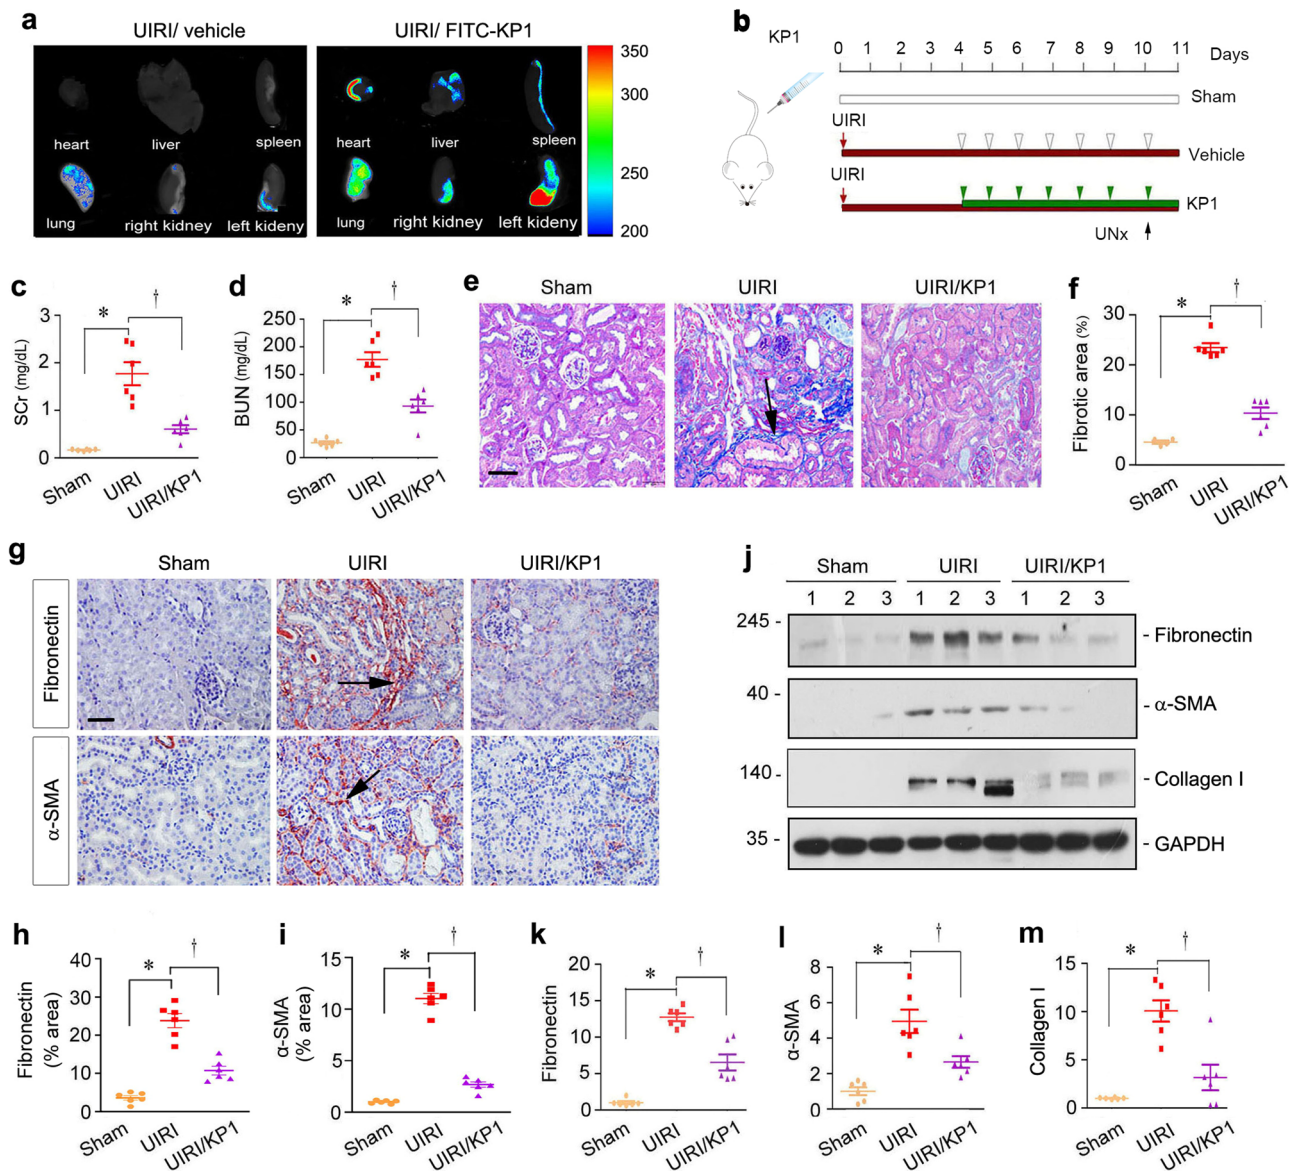 a
UIRI/ vehicle
UIRI/ FITC-KP1
heart
liver
spleen
lung
right kidney
left kideny
heart
liver
spleen
lung
right kidney
left kideny
350
300
250
200
b
KP1
0 1 2 3 4 5 6 7 8 9 10 11 Days
Sham
UIRI
Vehicle
UIRI
KP1
UNx
c
SCr (mg/dL)
3
2
1
0
* †
Sham
UIRI
UIRI/KP1
d
BUN (mg/dL)
250
200
150
100
50
0
* †
Sham
UIRI
UIRI/KP1
e
Sham
UIRI
UIRI/KP1
f
Fibrotic area (%)
30
20
10
0
* †
Sham
UIRI
UIRI/KP1
g
Sham
UIRI
UIRI/KP1
Fibronectin
α-SMA
j
Sham
UIRI
UIRI/KP1
1 2 3 1 2 3 1 2 3
245 -
- Fibronectin
40 -
- α-SMA
140 -
- Collagen I
35 -
- GAPDH
h
Fibronectin
(% area)
40
30
20
10
0
* †
Sham
UIRI
UIRI/KP1
i
α-SMA
(% area)
15
10
5
0
* †
Sham
UIRI
UIRI/KP1
k
Fibronectin
20
15
10
5
0
* †
Sham
UIRI
UIRI/KP1
l
α-SMA
8
6
4
2
0
* †
Sham
UIRI
UIRI/KP1
m
Collagen I
15
10
5
0
* †
Sham
UIRI
UIRI/KP1